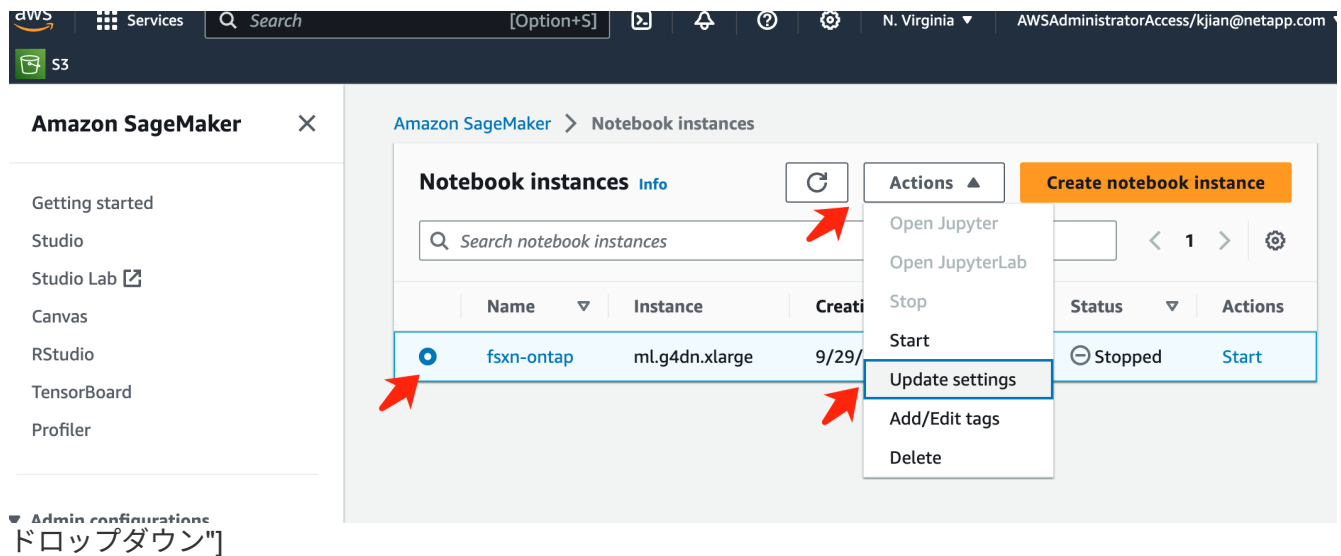 aws Services Search [Option+S] N. Virginia ▼ AWSAdministratorAccess/kjian@netapp.com
S3
Amazon SageMaker
Getting started
Studio
Studio Lab
Canvas
RStudio
TensorBoard
Profiler
Admin configurations
Amazon SageMaker > Notebook instances
Notebook instances Info
Actions ▲
Create notebook instance
Search notebook instances
1
Open Jupyter
Open JupyterLab
Stop
Start
Update settings
Add/Edit tags
Delete
Name Instance Creati Status Actions
fsxn-ontap ml.g4dn.xlarge 9/29/ Stopped Start
ドロップダウン"]